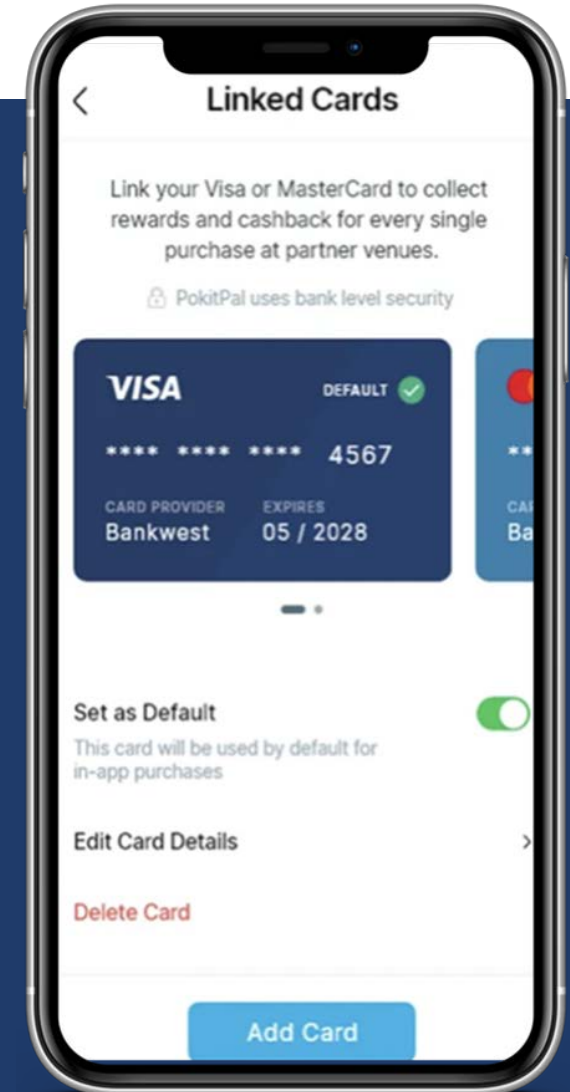 Linked Cards
Link your Visa or MasterCard to collect
rewards and cashback for every single
purchase at partner venues.
PokitPal uses bank level security
VISA
DEFAULT
**** **** **** 4567
CARD PROVIDER EXPIRES
Bankwest 05 / 2028
**
CAR
Ba
Set as Default
This card will be used by default for
in-app purchases
Edit Card Details
Delete Card
Add Card